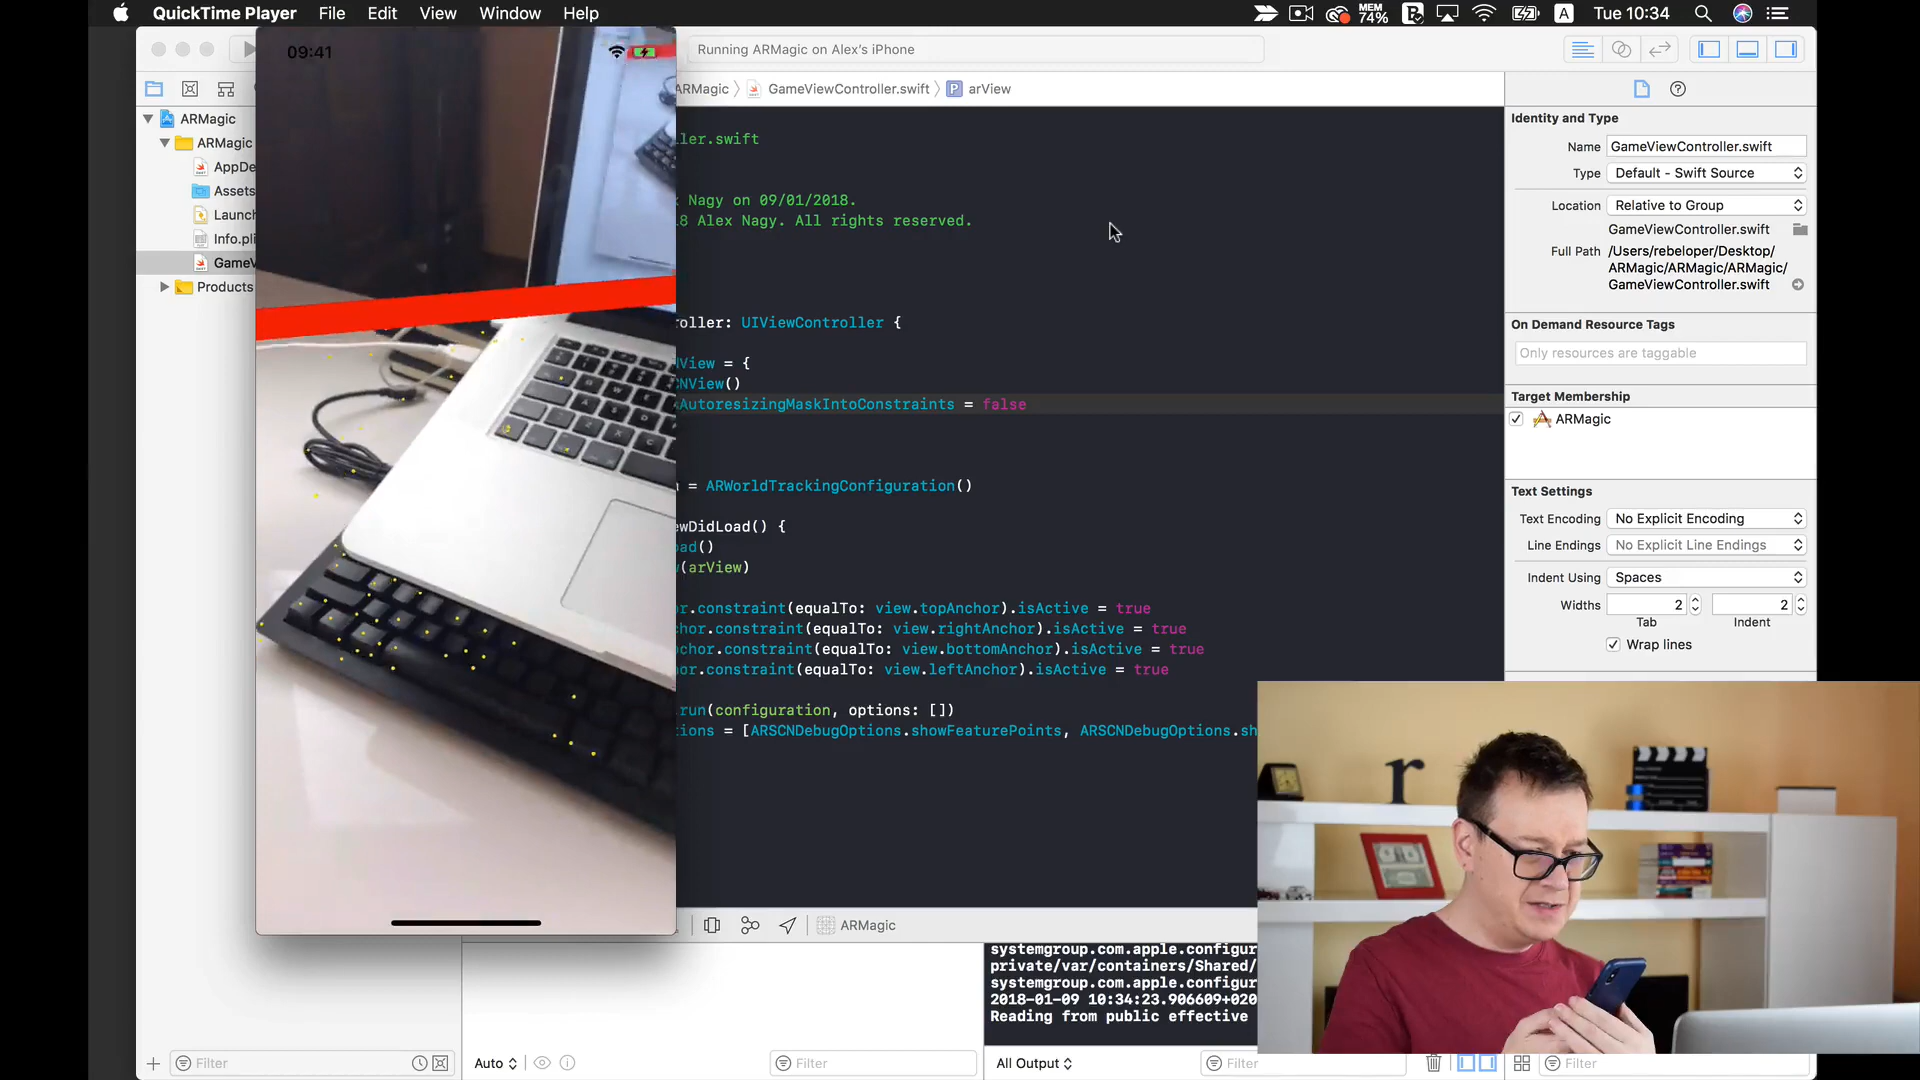 QuickTime Player File Edit View Window Help MEM 74% A Tue 10:34
09:41
Running ARMagic on Alex's iPhone
ARMagic GameViewController.swift P arView
ARMagic
ARMagic
AppDe
Assets
Launc
Info.pli
GameV
Products
ler.swift
Nagy on 09/01/2018.
8 Alex Nagy. All rights reserved.
roller: UIViewController {
View = {
CNView()
AutoresizingMaskIntoConstraints = false
= ARWorldTrackingConfiguration()
ewDidLoad() {
oad()
(arView)
or.constraint(equalTo: view.topAnchor).isActive = true
hor.constraint(equalTo: view.rightAnchor).isActive = true
chor.constraint(equalTo: view.bottomAnchor).isActive = true
hor.constraint(equalTo: view.leftAnchor).isActive = true
run(configuration, options: [])
tions = [ARSCNDebugOptions.showFeaturePoints, ARSCNDebugOptions.sh
Identity and Type
Name GameViewController.swift
Type Default - Swift Source
Location Relative to Group
GameViewController.swift
Full Path /Users/rebeloper/Desktop/
ARMagic/ARMagic/ARMagic/
GameViewController.swift
On Demand Resource Tags
Only resources are taggable
Target Membership
ARMagic
Text Settings
Text Encoding No Explicit Encoding
Line Endings No Explicit Line Endings
Indent Using Spaces
Widths 2 2
Tab Indent
Wrap lines
r
ARMagic
systemgroup.com.apple.configur
private/var/containers/Shared/
systemgroup.com.apple.configur
2018-01-09 10:34:23.906609+020
Reading from public effective
Filter Auto Filter All Output Filter Filter